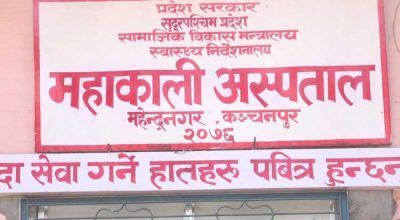 प्रदेश सरकार
सुदूरपश्चिम प्रदेश
सामाजिक विकास मन्त्रालय
स्वास्थ्य निर्देशनालय
महाकाली अस्पताल
महेन्द्रनगर, कञ्चनपुर
२०७६
दा सेवा गर्ने हातहरू पबित्र हुन्छन